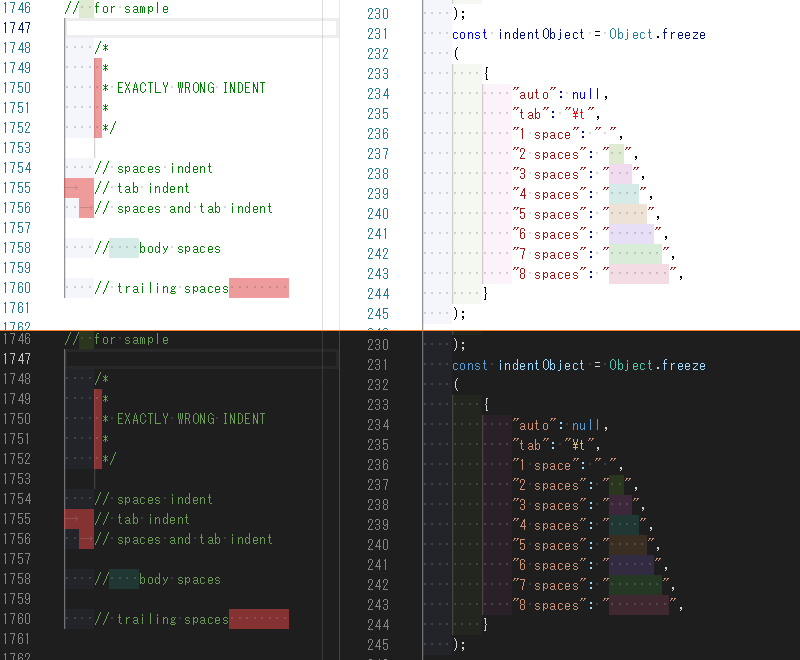 1746 // for sample
1747
1748 /*
1749 *
1750 * EXACTLY WRONG INDENT
1751 *
1752 */
1753
1754 // spaces indent
1755 // tab indent
1756 // spaces and tab indent
1757
1758 // body spaces
1759
1760 // trailing spaces
1761
1762
230 );
231 const indentObject = Object.freeze
232 (
233 {
234 "auto": null,
235 "tab": "\t",
236 "1 space": " ",
237 "2 spaces": "  ",
238 "3 spaces": "   ",
239 "4 spaces": "    ",
240 "5 spaces": "     ",
241 "6 spaces": "      ",
242 "7 spaces": "       ",
243 "8 spaces": "        ",
244 }
245 );
1746 // for sample
1747
1748 /*
1749 *
1750 * EXACTLY WRONG INDENT
1751 *
1752 */
1753
1754 // spaces indent
1755 // tab indent
1756 // spaces and tab indent
1757
1758 // body spaces
1759
1760 // trailing spaces
1761
1762
230 );
231 const indentObject = Object.freeze
232 (
233 {
234 "auto": null,
235 "tab": "\t",
236 "1 space": " ",
237 "2 spaces": "  ",
238 "3 spaces": "   ",
239 "4 spaces": "    ",
240 "5 spaces": "     ",
241 "6 spaces": "      ",
242 "7 spaces": "       ",
243 "8 spaces": "        ",
244 }
245 );